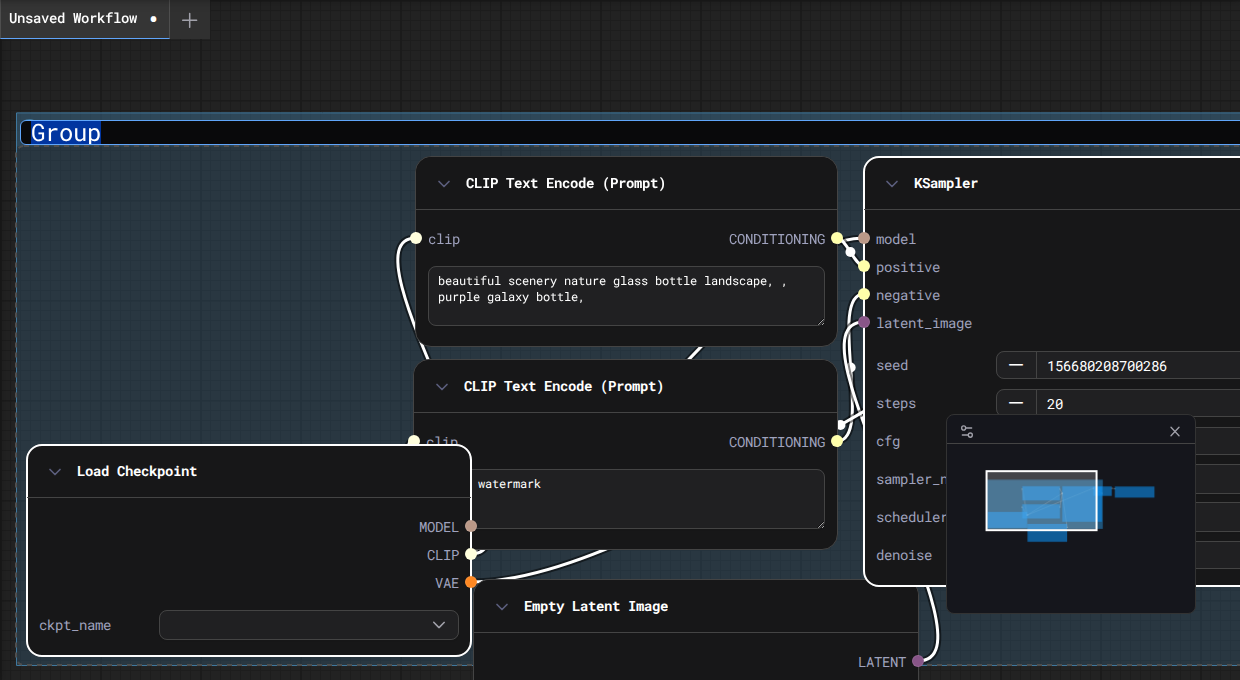 Unsaved Workflow
Group
CLIP Text Encode (Prompt)
clip
CONDITIONING
beautiful scenery nature glass bottle landscape, ,
purple galaxy bottle,
KSampler
model
positive
negative
latent_image
seed
156680208700286
steps
20
cfg
scheduler
denoise
CLIP Text Encode (Prompt)
clip
CONDITIONING
watermark
Load Checkpoint
MODEL
CLIP
VAE
ckpt_name
Empty Latent Image
LATENT